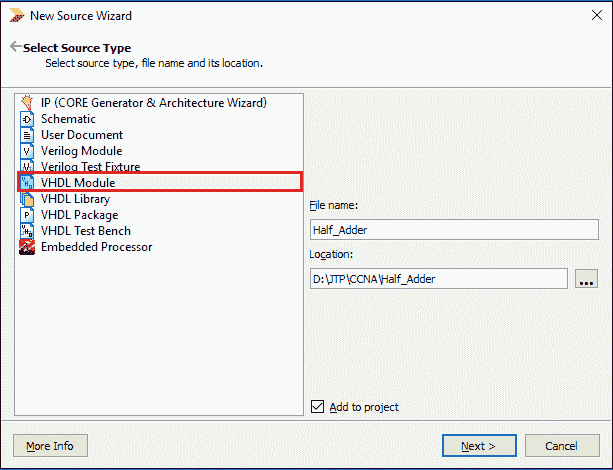 New Source Wizard
Select Source Type
Select source type, file name and its location.
IP (CORE Generator & Architecture Wizard)
Schematic
User Document
Verilog Module
Verilog Test Fixture
VHDL Module
VHDL Library
VHDL Package
VHDL Test Bench
Embedded Processor
File name:
Half_Adder
Location:
D:\JTP\CCNA\Half_Adder
...
Add to project
More Info
Next >
Cancel